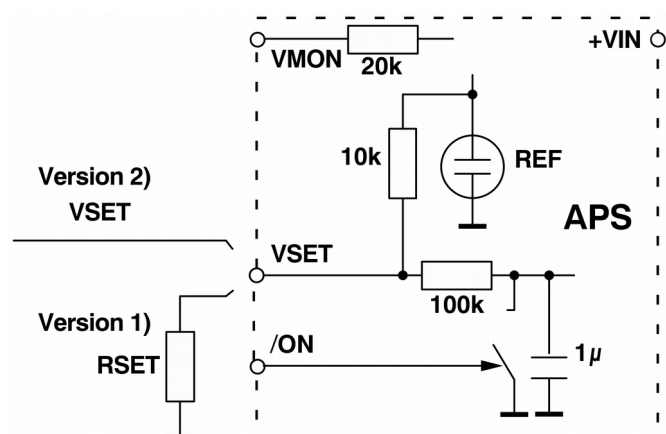 VMON
20k
+VIN
10k
REF
Version 2)
VSET
APS
VSET
100k
Version 1)
RSET
/ON
1µ